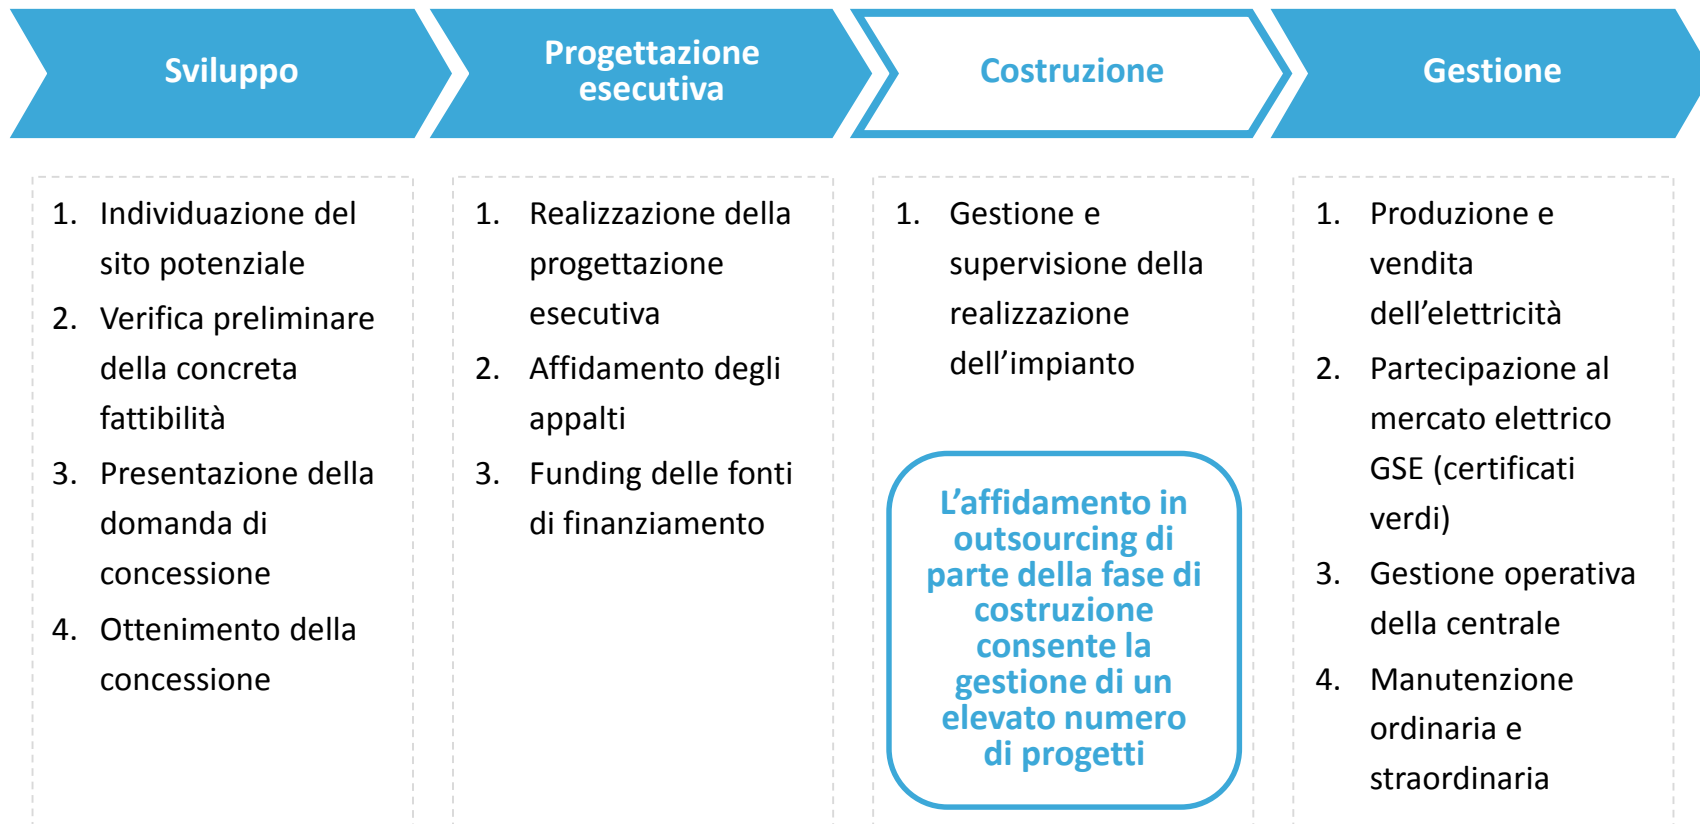 Sviluppo
Progettazione
esecutiva
Costruzione
Gestione
1. Individuazione del
sito potenziale
2. Verifica preliminare
della concreta
fattibilità
3. Presentazione della
domanda di
concessione
4. Ottenimento della
concessione
1. Realizzazione della
progettazione
esecutiva
2. Affidamento degli
appalti
3. Funding delle fonti
di finanziamento
1. Gestione e
supervisione della
realizzazione
dell’impianto
L’affidamento in
outsourcing di
parte della fase di
costruzione
consente la
gestione di un
elevato numero
di progetti
1. Produzione e
vendita
dell’elettricità
2. Partecipazione al
mercato elettrico
GSE (certificati
verdi)
3. Gestione operativa
della centrale
4. Manutenzione
ordinaria e
straordinaria